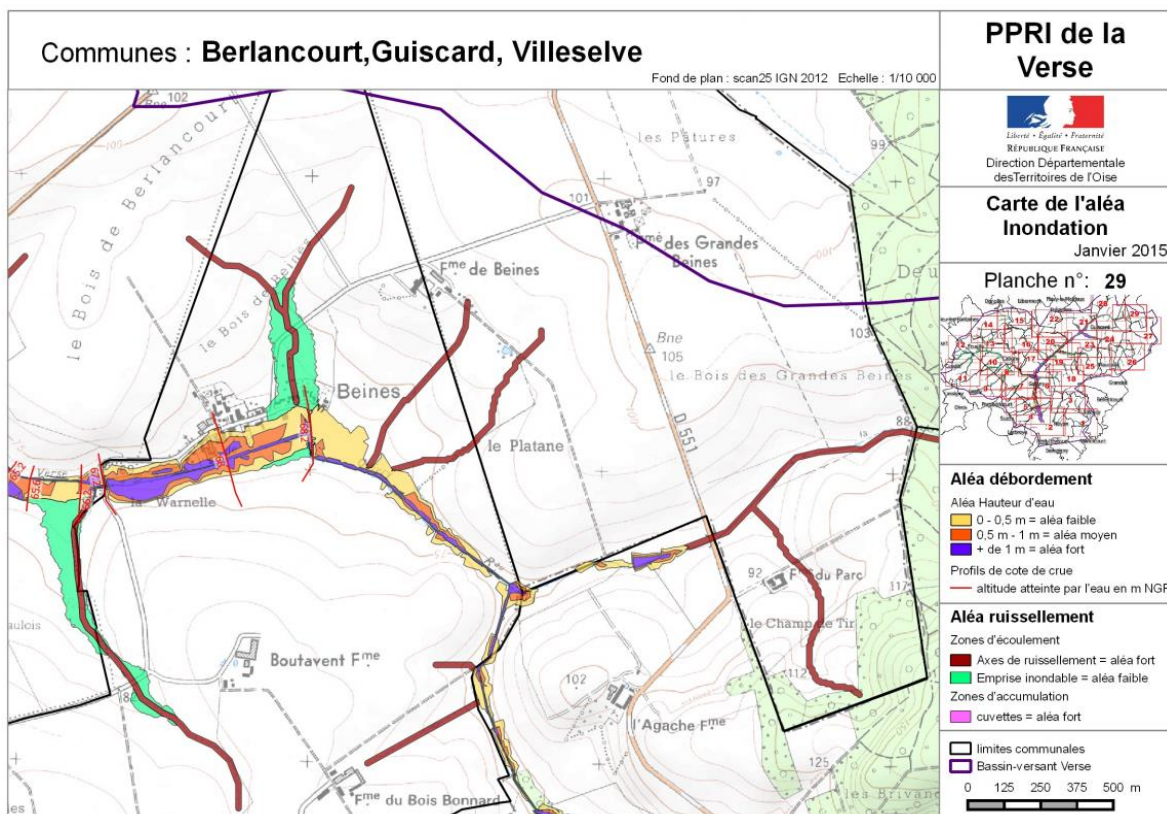 Communes : Berlancourt,Guiscard, Villeselve
Fond de plan : scan25 IGN 2012 Echelle : 1/10 000
PPRI de la
Verse
Liberté • Égalité • Fraternité
RÉPUBLIQUE FRANÇAISE
Direction Départementale
desTerritoires de l'Oise
Carte de l'aléa
Inondation
Janvier 2015
Planche n°: 29
Aléa débordement
Aléa Hauteur d'eau
0 - 0,5 m = aléa faible
0,5 m - 1 m = aléa moyen
+ de 1 m = aléa fort
Profils de cote de crue
altitude atteinte par l'eau en m NGF
Aléa ruissellement
Zones d'écoulement
Axes de ruissellement = aléa fort
Emprise inondable = aléa faible
Zones d'accumulation
cuvettes = aléa fort
limites communales
Bassin-versant Verse
0 125 250 375 500 m
Bne 102
le Bois de Berlancourt
les Pâtures
99
97
101
Fme des Grandes
Beines
Fme de Beines
le Bois de Beines
103
Bne
105
le Bois des Grandes Beines
Beines
D 551
88
le Platane
Verse
65.6
la Warnelle
92
Fme du Parc
117
le Champ de Tir
Boutavent Fme
102
112
l'Agache Fme
125
Fme du Bois Bonnard
les Brivanc